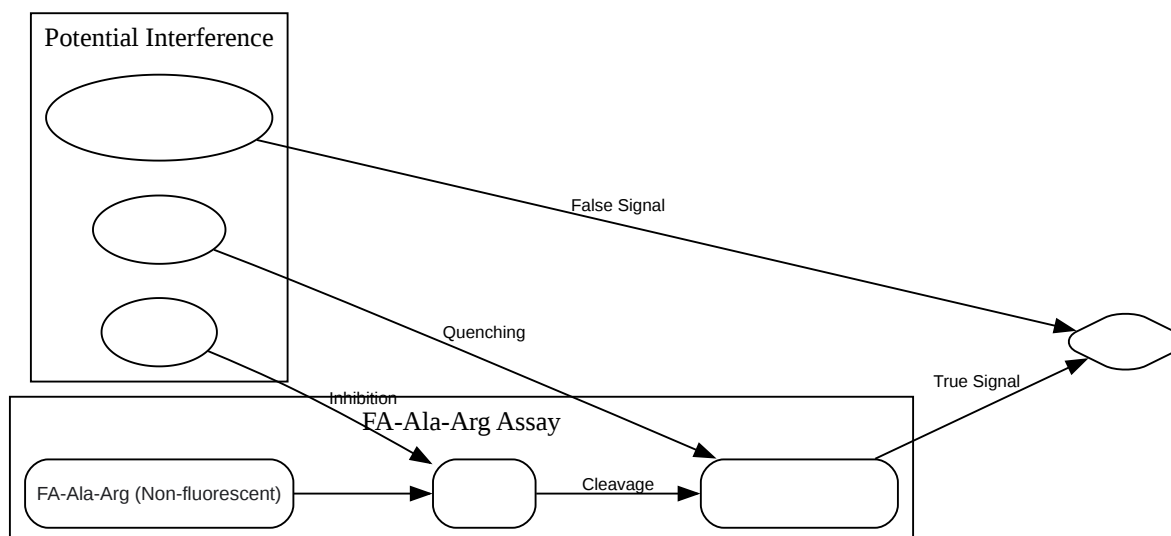 Potential Interference
False Signal
Quenching
True Signal
Inhibition
FA-Ala-Arg Assay
FA-Ala-Arg (Non-fluorescent)
Cleavage